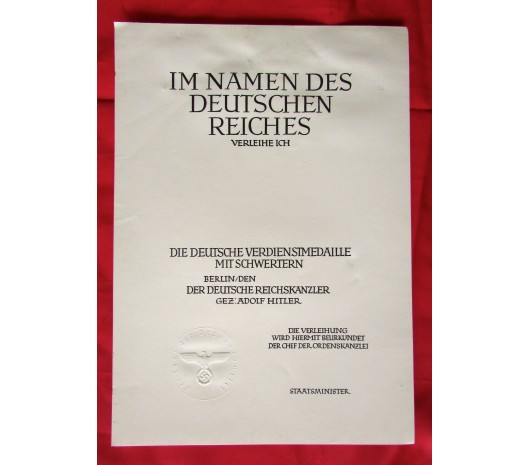 IM NAMEN DES
DEUTSCHEN
REICHES
VERLEIHE ICH
DIE DEUTSCHE VERDIENSTMEDAILLE
MIT SCHWERTERN
BERLIN/DEN
DER DEUTSCHE REICHSKANZLER
GEZ: ADOLF HITLER
DIE VERLEIHUNG
WIRD HIERMIT BEURKUNDET
DER CHEF DER ORDENSKANZLEI
STAATSMINISTER